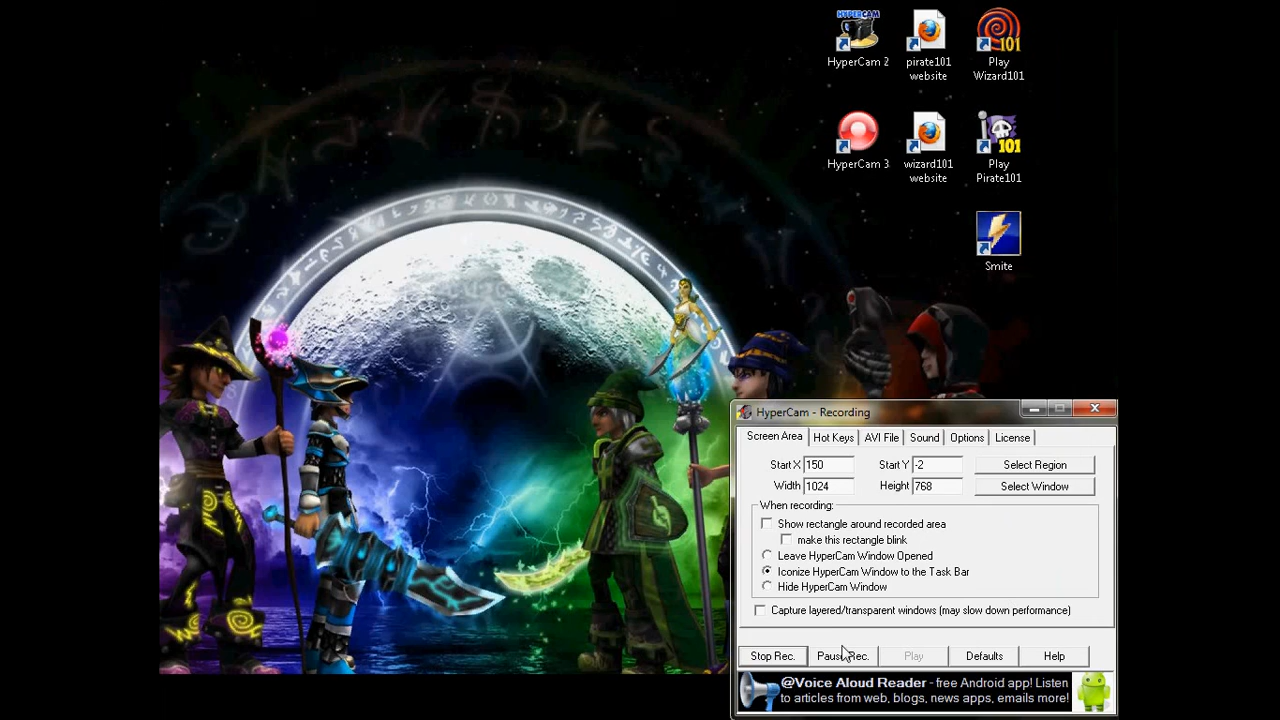 HYPERCAM
HyperCam 2
pirate101
website
101
Play
Wizard101
HyperCam 3
wizard101
website
101
Play
Pirate101
Smite
HyperCam - Recording
Screen Area
Hot Keys
AVI File
Sound
Options
License
Start X 150
Start Y -2
Select Region
Width 1024
Height 768
Select Window
When recording:
Show rectangle around recorded area
make this rectangle blink
Leave HyperCam Window Opened
Iconize HyperCam Window to the Task Bar
Hide HyperCam Window
Capture layered/transparent windows (may slow down performance)
Stop Rec.
Pause Rec.
Play
Defaults
Help
@Voice Aloud Reader - free Android app! Listen
to articles from web, blogs, news apps, emails more!